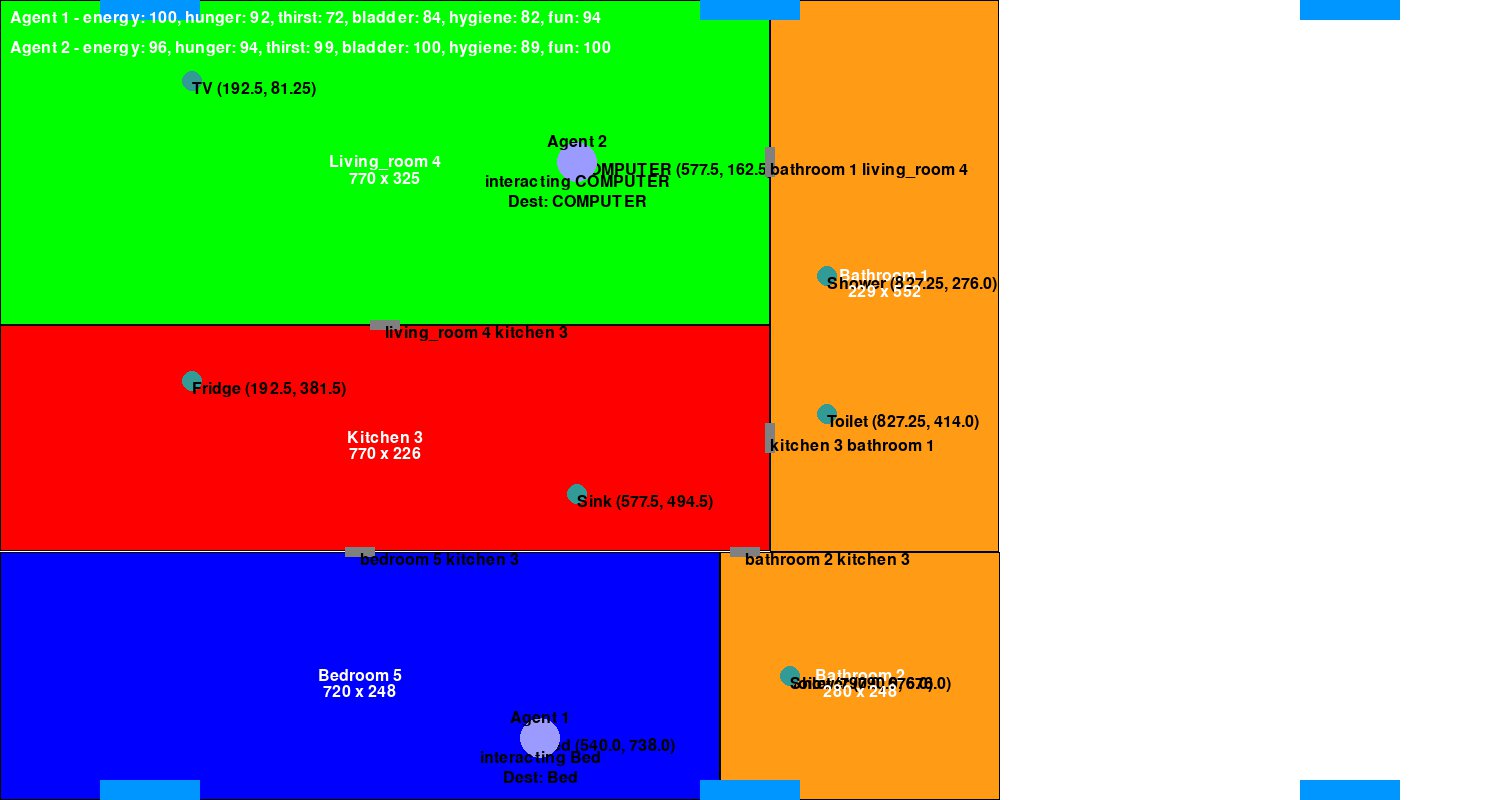 Agent 1 - energy: 100, hunger: 92, thirst: 72, bladder: 84, hygiene: 82, fun: 94
Agent 2 - energy: 96, hunger: 94, thirst: 99, bladder: 100, hygiene: 89, fun: 100
TV (192.5, 81.25)
Agent 2
Living_room 4
770 x 325
COMPUTER (577.5, 162.5
bathroom 1 living_room 4
interacting COMPUTER
Dest: COMPUTER
Bathroom 1
Shower (827.25, 276.0)
229 x 552
living_room 4 kitchen 3
Fridge (192.5, 381.5)
Toilet (827.25, 414.0)
Kitchen 3
770 x 226
kitchen 3 bathroom 1
Sink (577.5, 494.5)
bedroom 5 kitchen 3
bathroom 2 kitchen 3
Bedroom 5
720 x 248
Bathroom 2
280 x 248
Agent 1
(540.0, 738.0)
interacting Bed
Dest: Bed